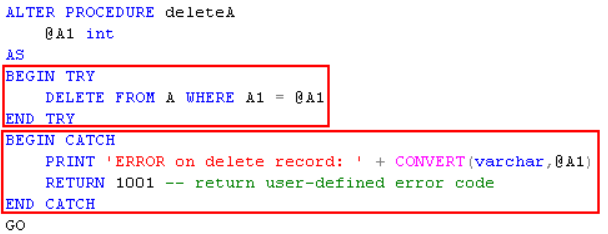 ALTER PROCEDURE deleteA
@A1 int
AS
BEGIN TRY
DELETE FROM A WHERE A1 = @A1
END TRY
BEGIN CATCH
PRINT 'ERROR on delete record: ' + CONVERT(varchar,@A1)
RETURN 1001 -- return user-defined error code
END CATCH
GO